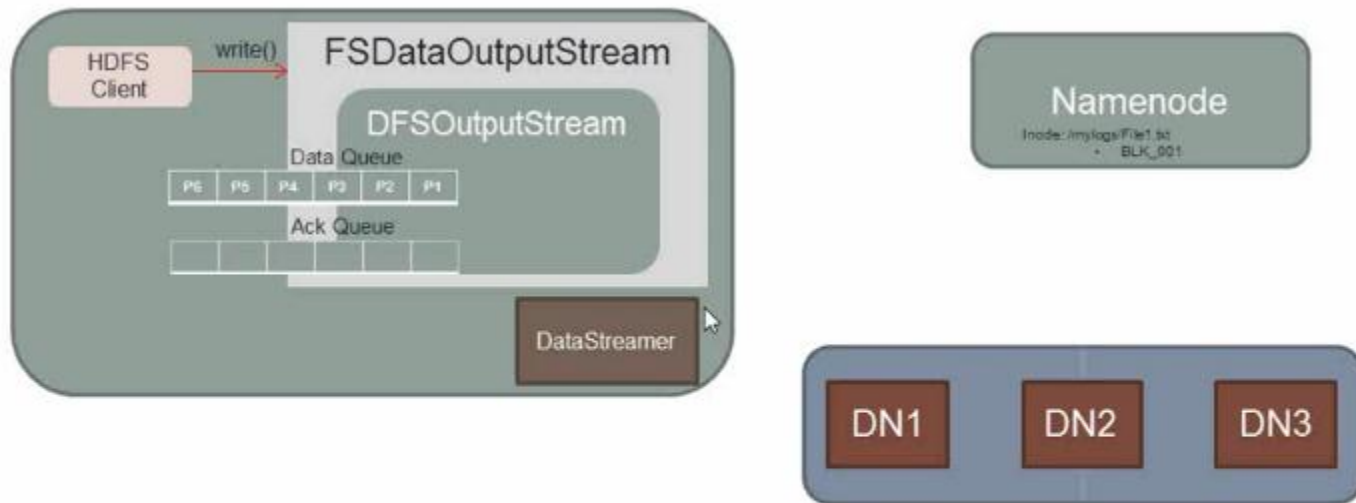 HDFS
Client
write()
FSDataOutputStream
DFSOutputStream
Data Queue
P6 P5 P4 P3 P2 P1
Ack Queue
DataStreamer
Namenode
Inode: /mylogs/File1.txt
• BLK_001
DN1 DN2 DN3